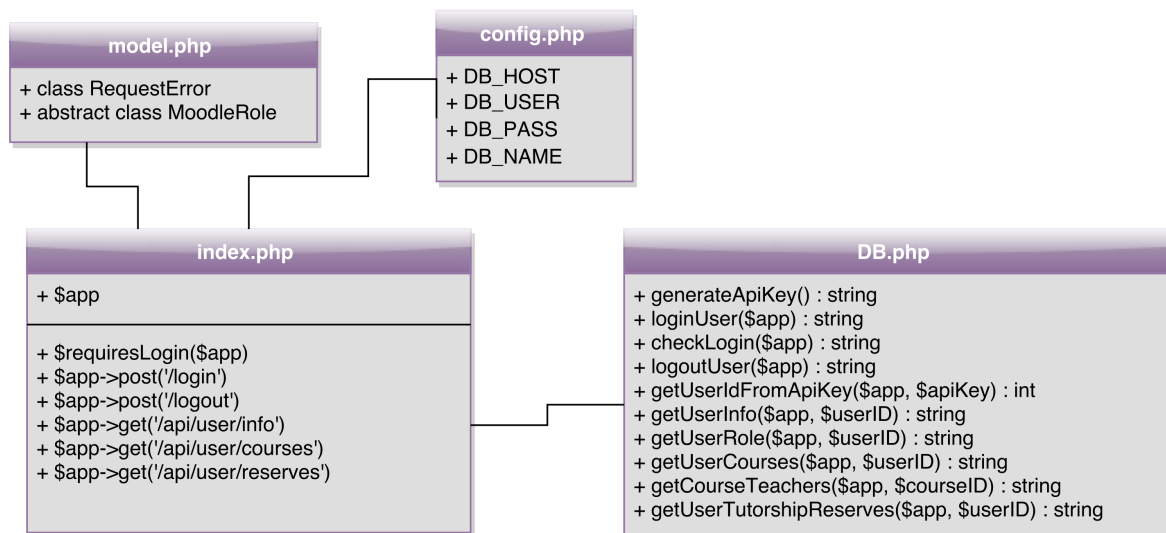 model.php
+ class RequestError
+ abstract class MoodleRole
config.php
+ DB_HOST
+ DB_USER
+ DB_PASS
+ DB_NAME
index.php
+ $app
+ $requiresLogin($app)
+ $app->post('/login')
+ $app->post('/logout')
+ $app->get('/api/user/info')
+ $app->get('/api/user/courses')
+ $app->get('/api/user/reserves')
DB.php
+ generateApiKey() : string
+ loginUser($app) : string
+ checkLogin($app) : string
+ logoutUser($app) : string
+ getUserIdFromApiKey($app, $apiKey) : int
+ getUserInfo($app, $userID) : string
+ getUserRole($app, $userID) : string
+ getUserCourses($app, $userID) : string
+ getCourseTeachers($app, $courseID) : string
+ getUserTutorshipReserves($app, $userID) : string